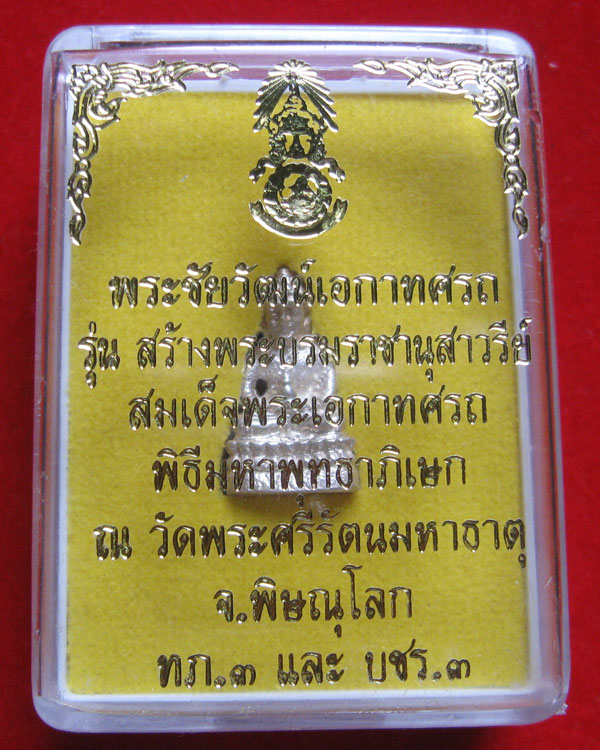 พระชัยวัฒน์เอกาทศรถ
รุ่น สร้างพระบรมราชานุสาวรีย์
สมเด็จพระเอกาทศรถ
พิธีมหาพุทธาภิเษก
ณ วัดพระศรีรัตนมหาธาตุ
จ.พิษณุโลก
ทภ.๓ และ บชร.๓